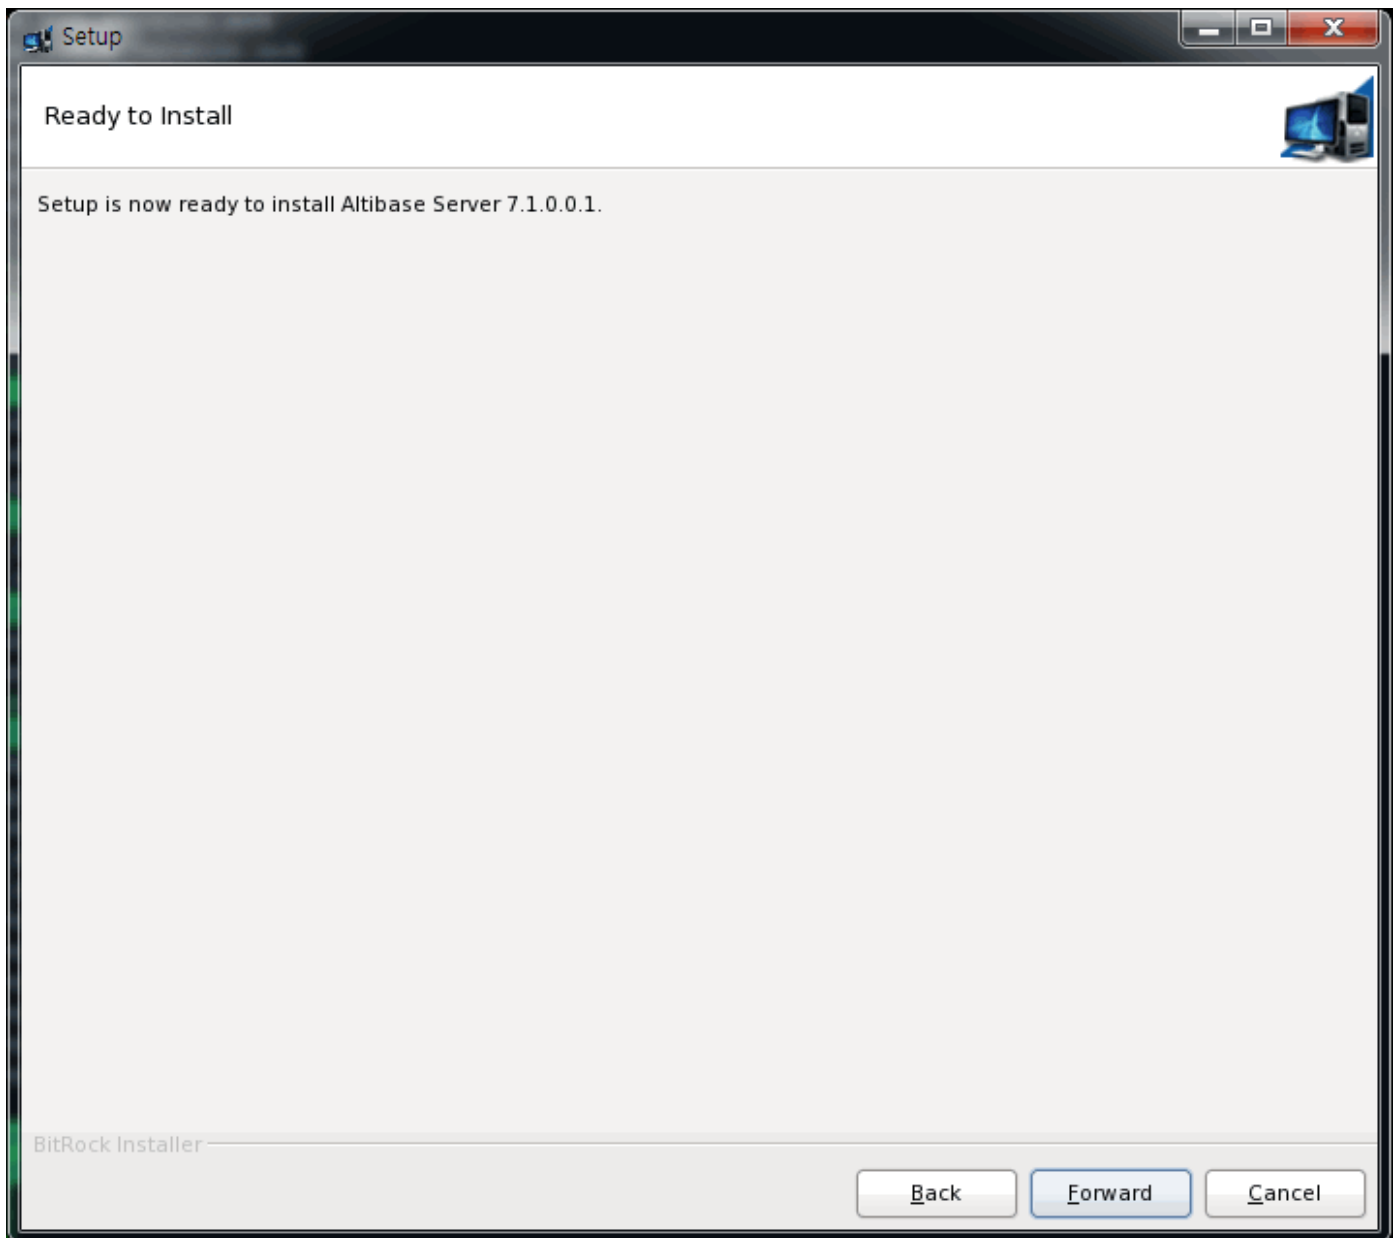 Setup
Ready to Install
Setup is now ready to install Altibase Server 7.1.0.0.1.
BitRock Installer
Back
Forward
Cancel